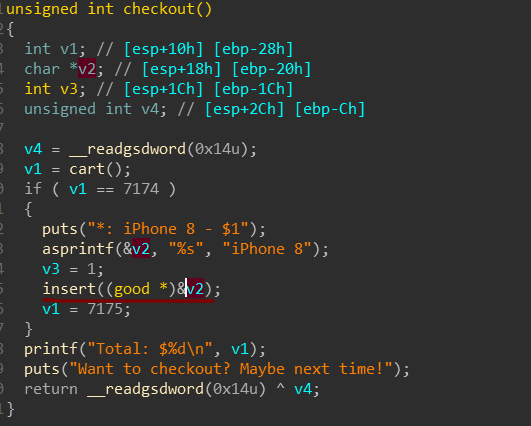 unsigned int checkout()
{
int v1; // [esp+10h] [ebp-28h]
char *v2; // [esp+18h] [ebp-20h]
int v3; // [esp+1Ch] [ebp-1Ch]
unsigned int v4; // [esp+2Ch] [ebp-Ch]
v4 = __readgsdword(0x14u);
v1 = cart();
if ( v1 == 7174 )
{
puts("*: iPhone 8 - $1");
asprintf(&v2, "%s", "iPhone 8");
v3 = 1;
insert((good *)&v2);
v1 = 7175;
}
printf("Total: $%d\n", v1);
puts("Want to checkout? Maybe next time!");
return __readgsdword(0x14u) ^ v4;
}